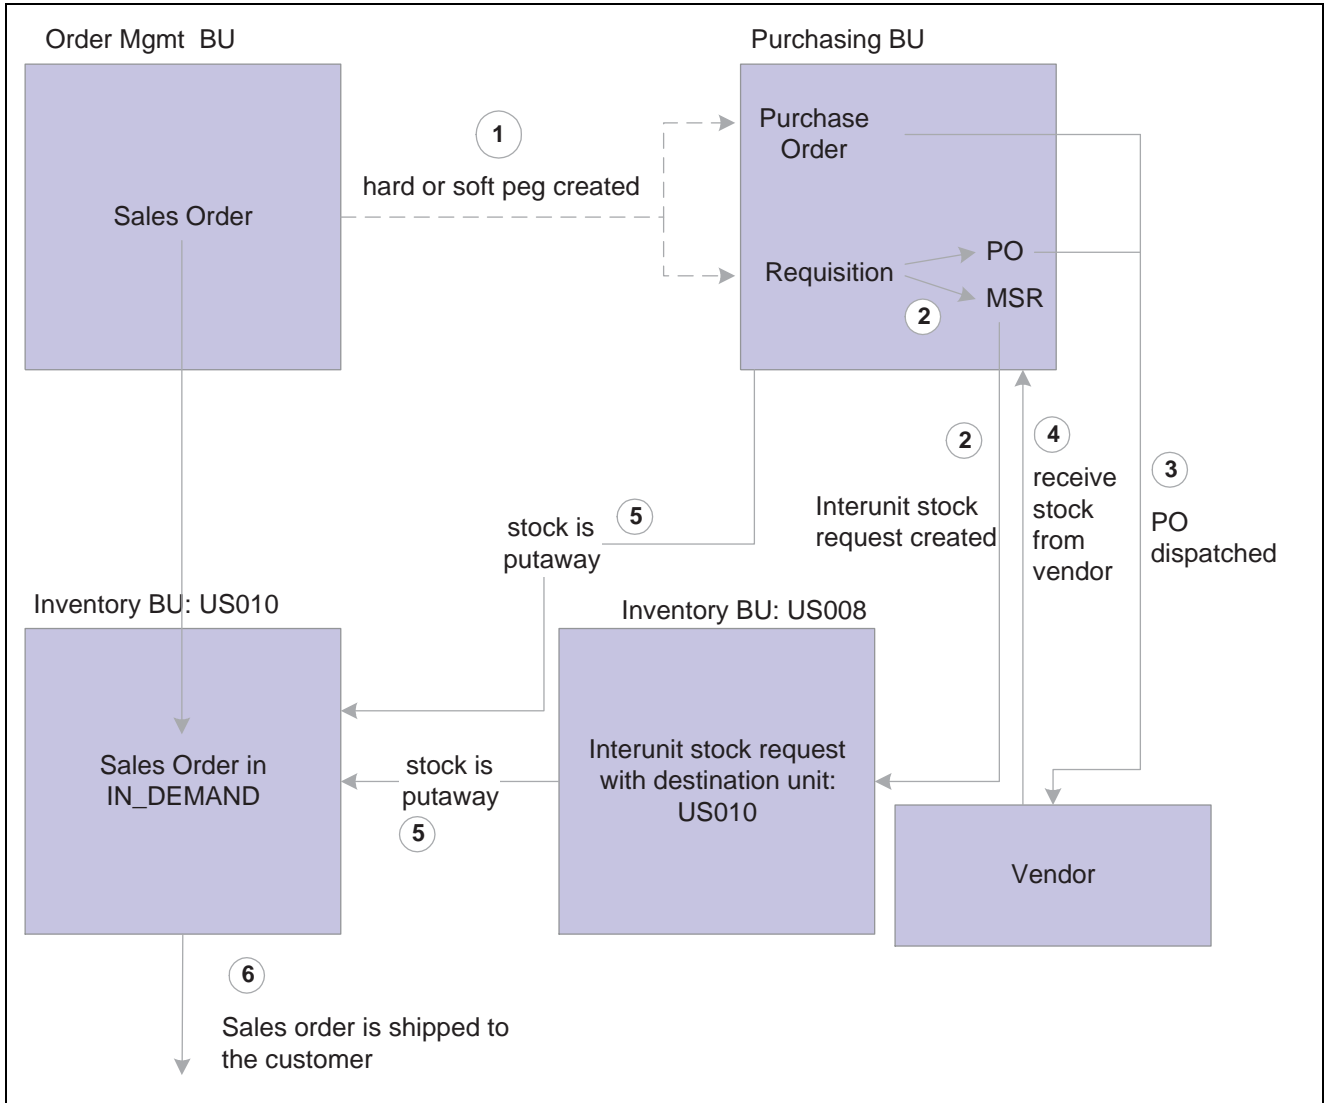 Order Mgmt  BU
Purchasing BU
1
hard or soft peg created
Sales Order
Purchase
Order
Requisition
PO
MSR
2
2
Interunit stock
request created
4
receive
stock
from
vendor
3
PO
dispatched
5
stock is
putaway
Inventory BU: US010
Inventory BU: US008
Sales Order in
IN_DEMAND
stock is
putaway
5
Interunit stock request
with destination unit:
US010
Vendor
6
Sales order is shipped to
the customer